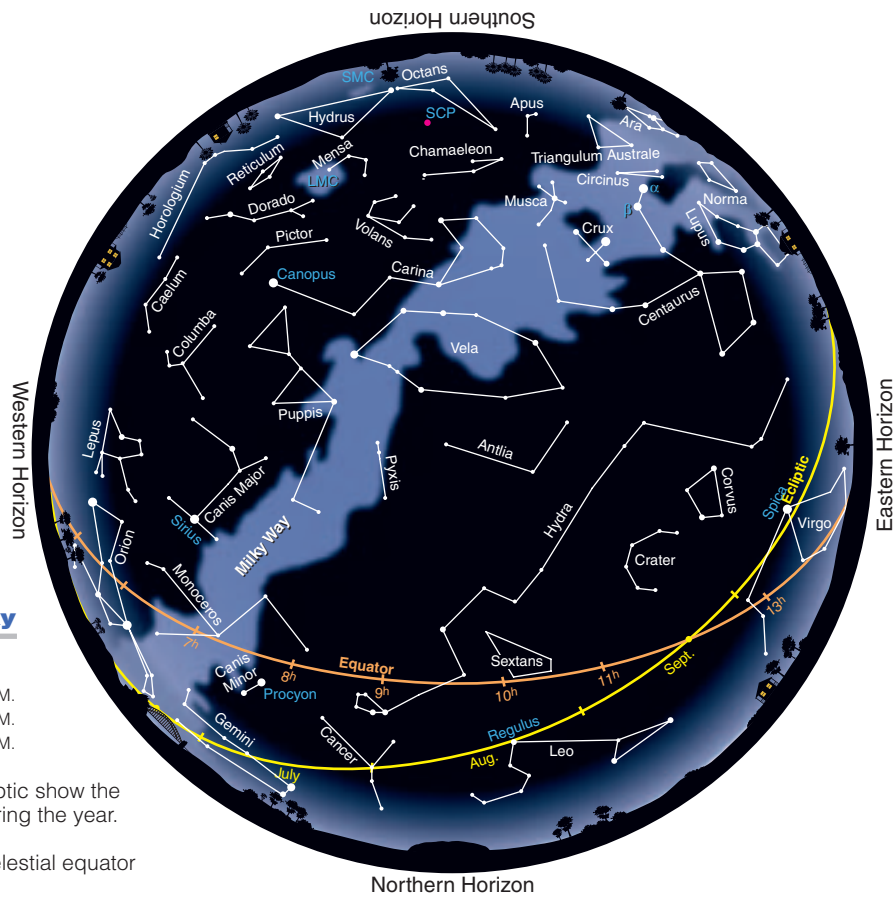 Southern Horizon
SMC
Octans
Hydrus
SCP
Apus
Ara
Mensa
Chamaeleon
Triangulum Australe
Reticulum
LMC
Circinus
α
Horologium
Dorado
Musca
β
Norma
Volans
Crux
Lupus
Pictor
Canopus
Carina
Caelum
Centaurus
Columba
Vela
Western Horizon
Eastern Horizon
Puppis
Lepus
Antlia
Pyxis
Canis Major
Corvus
Ecliptic
Spica
Sirius
Hydra
Virgo
Orion
Milky Way
Crater
Monoceros
13h
7h
Equator
Sextans
Sept.
Canis
Minor
8h
9h
10h
11h
Procyon
Gemini
Cancer
Regulus
Leo
Aug.
July
y
M.
M.
M.
ptic show the
ring the year.
elestial equator
Northern Horizon